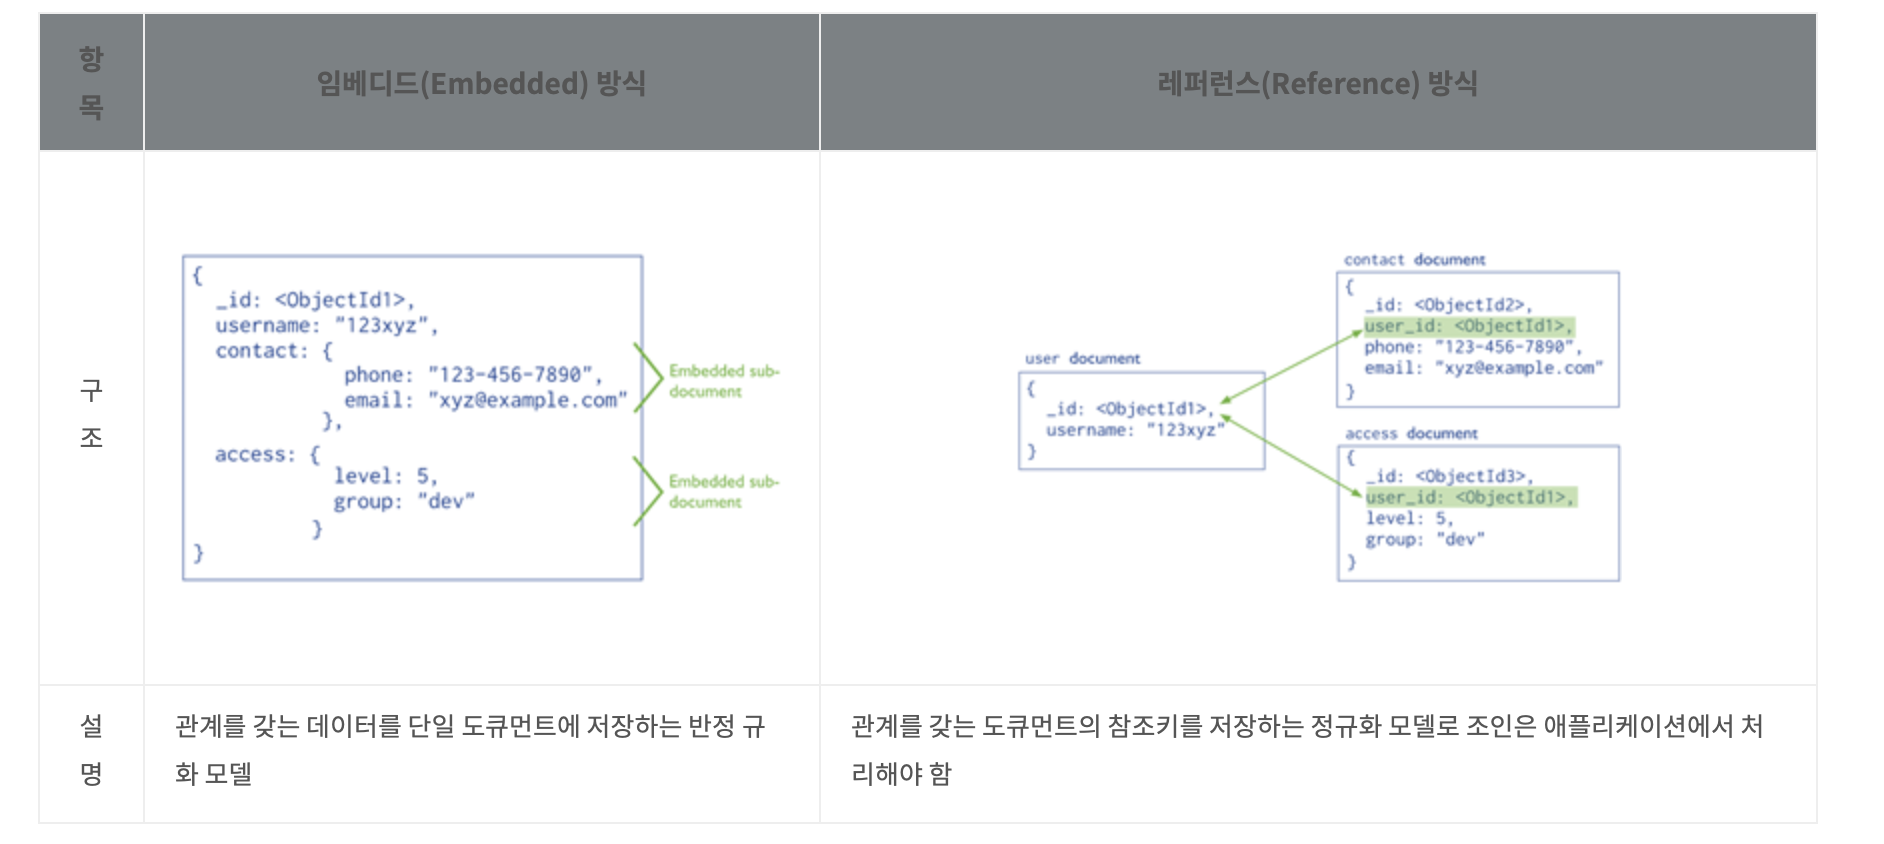 항
목
임베디드(Embedded) 방식
레퍼런스(Reference) 방식
구
조
{
_id: <ObjectId1>,
username: "123xyz",
contact: {
phone: "123-456-7890",
email: "xyz@example.com"
},
access: {
level: 5,
group: "dev"
}
}
Embedded sub-
document
Embedded sub-
document
user document
{
_id: <ObjectId1>,
username: "123xyz"
}
contact document
{
_id: <ObjectId2>,
user_id: <ObjectId1>,
phone: "123-456-7890",
email: "xyz@example.com"
}
access document
{
_id: <ObjectId3>,
user_id: <ObjectId1>,
level: 5,
group: "dev"
}
설
명
관계를 갖는 데이터를 단일 도큐먼트에 저장하는 반정 규
화 모델
관계를 갖는 도큐먼트의 참조키를 저장하는 정규화 모델로 조인은 애플리케이션에서 처
리해야 함